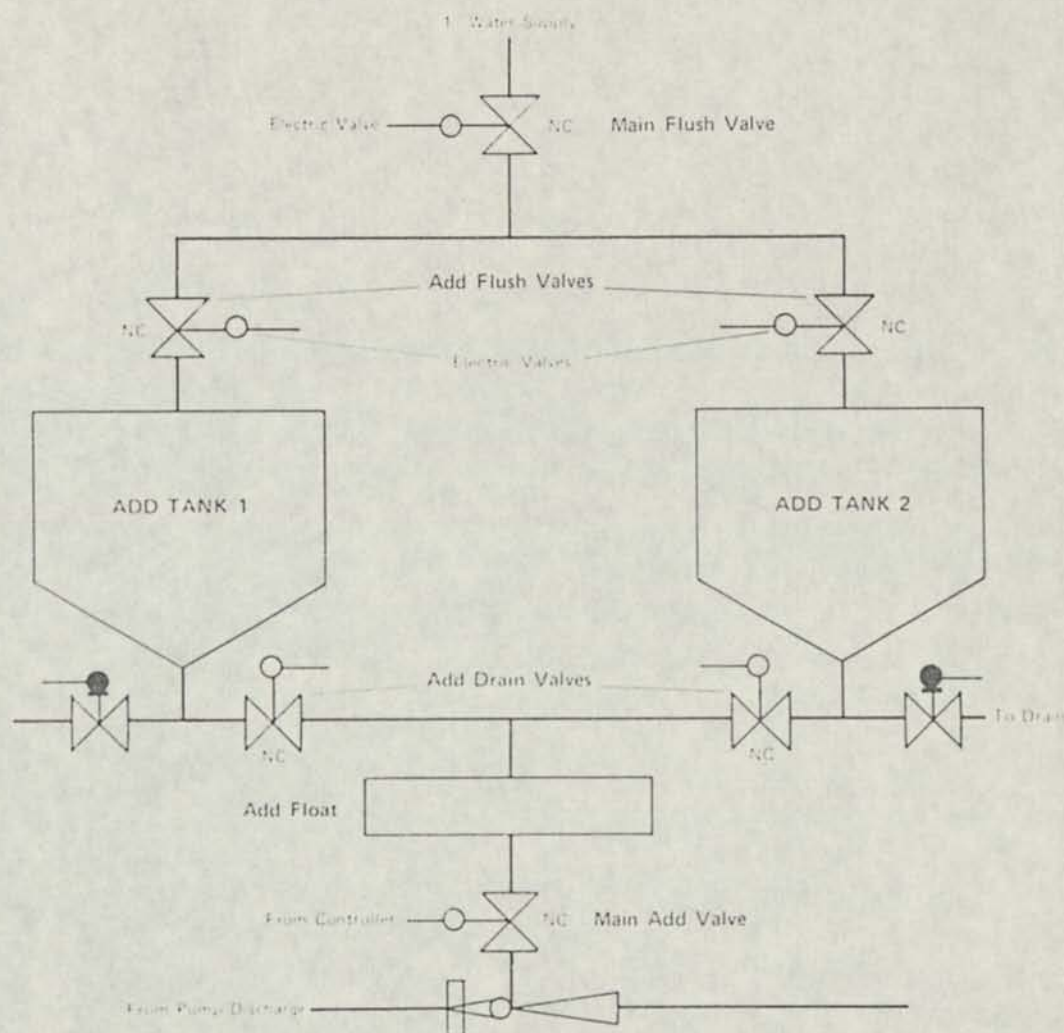 1" Water Supply
Electric Valve
NC
Main Flush Valve
Add Flush Valves
NC
NC
Electric Valves
ADD TANK 1
ADD TANK 2
Add Drain Valves
To Drain
NC
NC
Add Float
From Controller
NC
Main Add Valve
From Pump Discharge